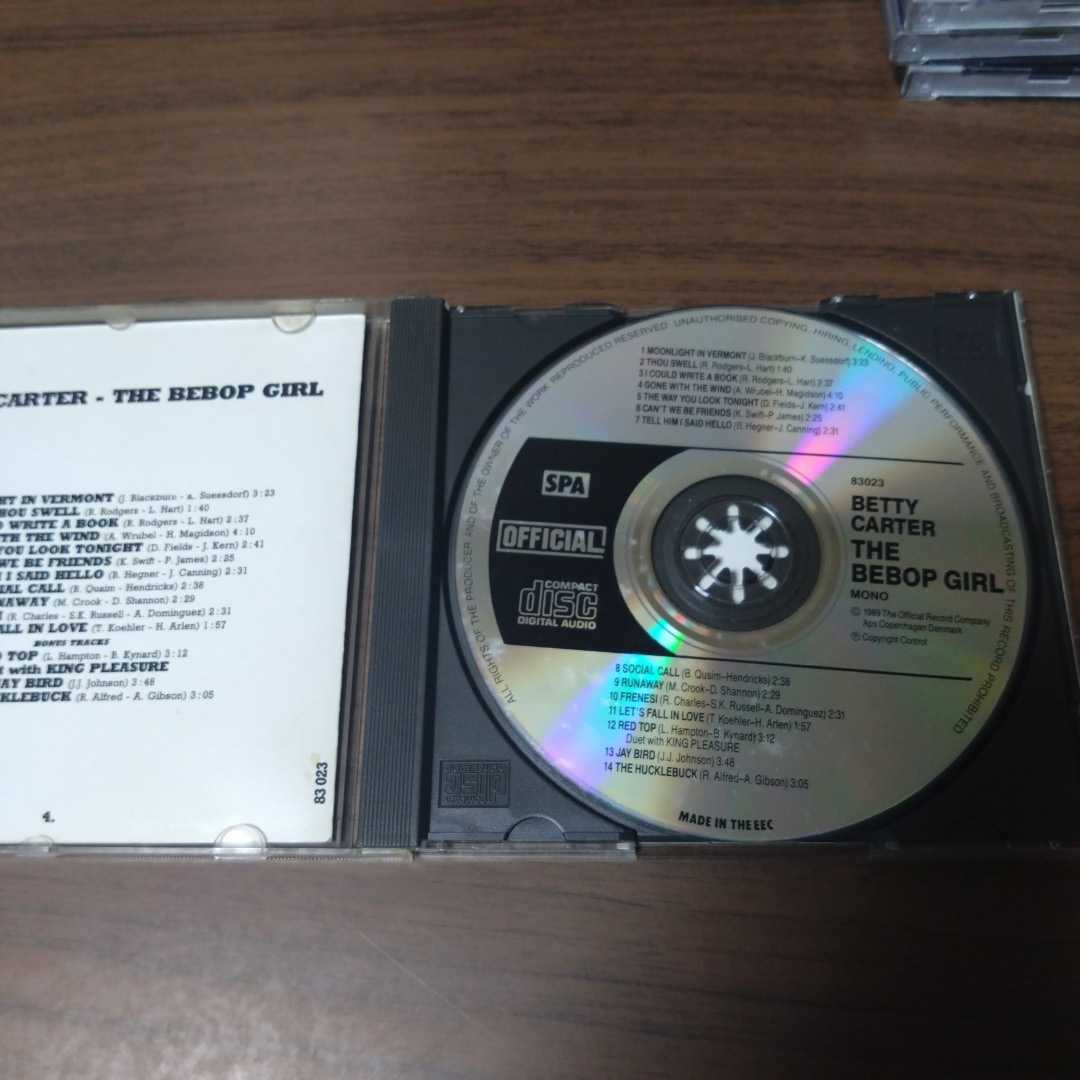 CARTER - THE BEBOP GIRL
HT IN VERMONT (J. Blackburn - a. Suessdorf) 3:23
HOU SWELL (R. Rodgers - L. Hart) 1:40
D WRITE A BOOK (R. Rodgers - L. Hart) 2:37
TH THE WIND (A. Wrubel - H. Magidson) 4:10
YOU LOOK TONIGHT (D. Fields - J. Kern) 2:41
WE BE FRIENDS (K. Swift - P. James) 2:25
I SAID HELLO (B. Hegner - J. Canning) 2:31
IAL CALL (B. Quaim - Hendricks) 2:38
NAWAY (M. Crook - D. Shannon) 2:29
(R. Charles - S.K. Russell - A. Dominguez) 2:31
ALL IN LOVE (T. Koehler - H. Arlen) 1:57
BONUS TRACKS
TOP (L. Hampton - B. Kynard) 3:12
t with KING PLEASURE
JAY BIRD (J.J. Johnson) 3:48
CKLEBUCK (R. Alfred - A. Gibson) 3:05
4.
83 023
ALL RIGHTS OF THE PRODUCER AND OF THE OWNER OF THE WORK REPRODUCED RESERVED. UNAUTHORISED COPYING, HIRING, LENDING, PUBLIC PERFORMANCE AND BROADCASTING OF THIS RECORD PROHIBITED
1 MOONLIGHT IN VERMONT (J. Blackburn-K. Suessdorf) 3:23
2 THOU SWELL (R. Rodgers-L. Hart) 1:40
3 I COULD WRITE A BOOK (R. Rodgers-L. Hart) 2:37
4 GONE WITH THE WIND (A. Wrubel-H. Magidson) 4:10
5 THE WAY YOU LOOK TONIGHT (D. Fields-J. Kern) 2:41
6 CAN'T WE BE FRIENDS (K. Swift-P James) 2:25
7 TELL HIM I SAID HELLO (B. Hegner-J. Canning) 2:31
SPA
OFFICIAL
COMPACT
disc
DIGITAL AUDIO
83023
BETTY
CARTER
THE
BEBOP GIRL
MONO
© 1989 The Official Record Company
Aps Copenhagen Denmark
℗ Copyright Control
8 SOCIAL CALL (B. Qusim-Hendricks) 2:38
9 RUNAWAY (M. Crook-D. Shannon) 2:29
10 FRENESI (R. Charles-S.K. Russell-A. Dominguez) 2:31
11 LET'S FALL IN LOVE (T. Koehler-H. Arlen) 1:57
12 RED TOP (L. Hampton-B. Kynard) 3:12
Duet with KING PLEASURE
13 JAY BIRD (J.J. Johnson) 3:48
14 THE HUCKLEBUCK (R. Alfred-A. Gibson) 3:05
MADE IN THE EEC